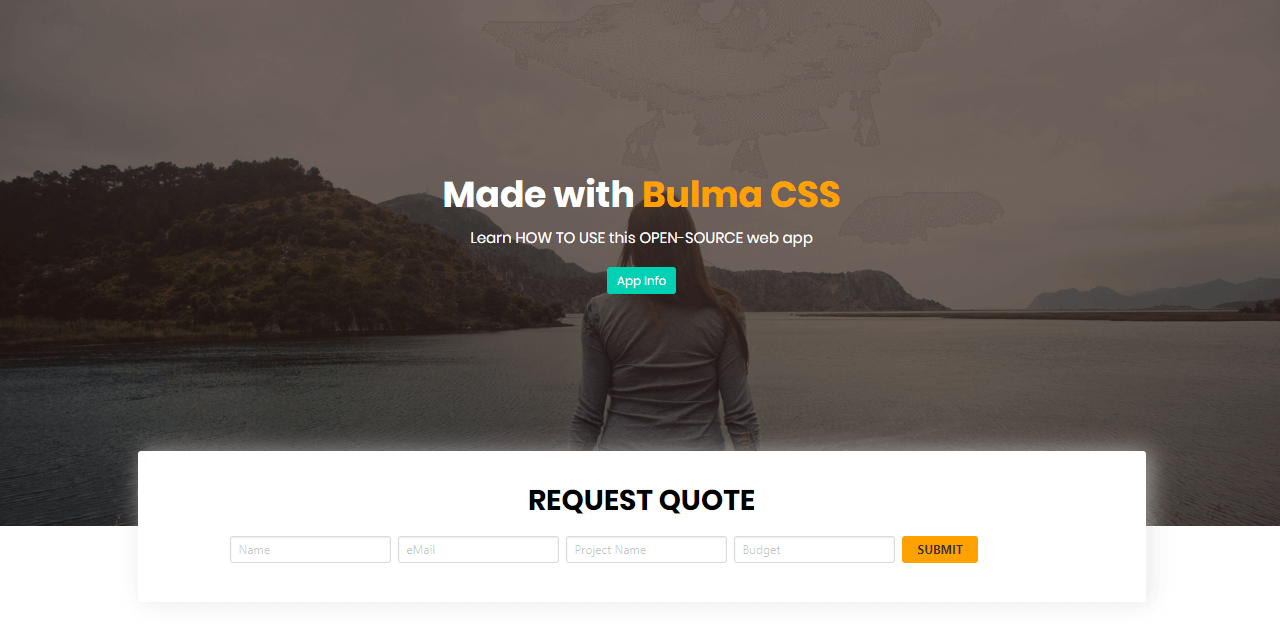 Made with Bulma CSS
Learn HOW TO USE this OPEN-SOURCE web app
App Info
REQUEST QUOTE
Name eMail Project Name Budget SUBMIT